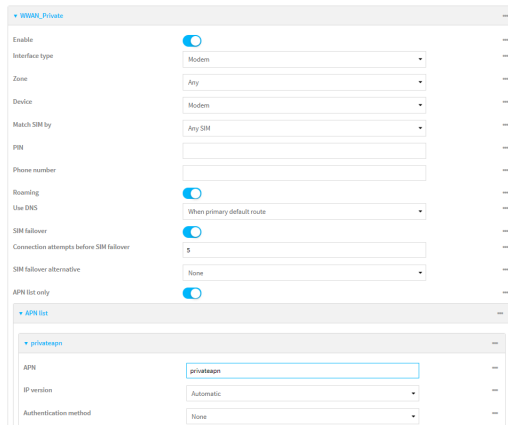 WWAN_Private
Enable
Interface type Modem
Zone Any
Device Modem
Match SIM by Any SIM
PIN
Phone number
Roaming
Use DNS When primary default route
SIM failover
Connection attempts before SIM failover 5
SIM failover alternative None
APN list only
APN list
privateapn
APN privateapn
IP version Automatic
Authentication method None